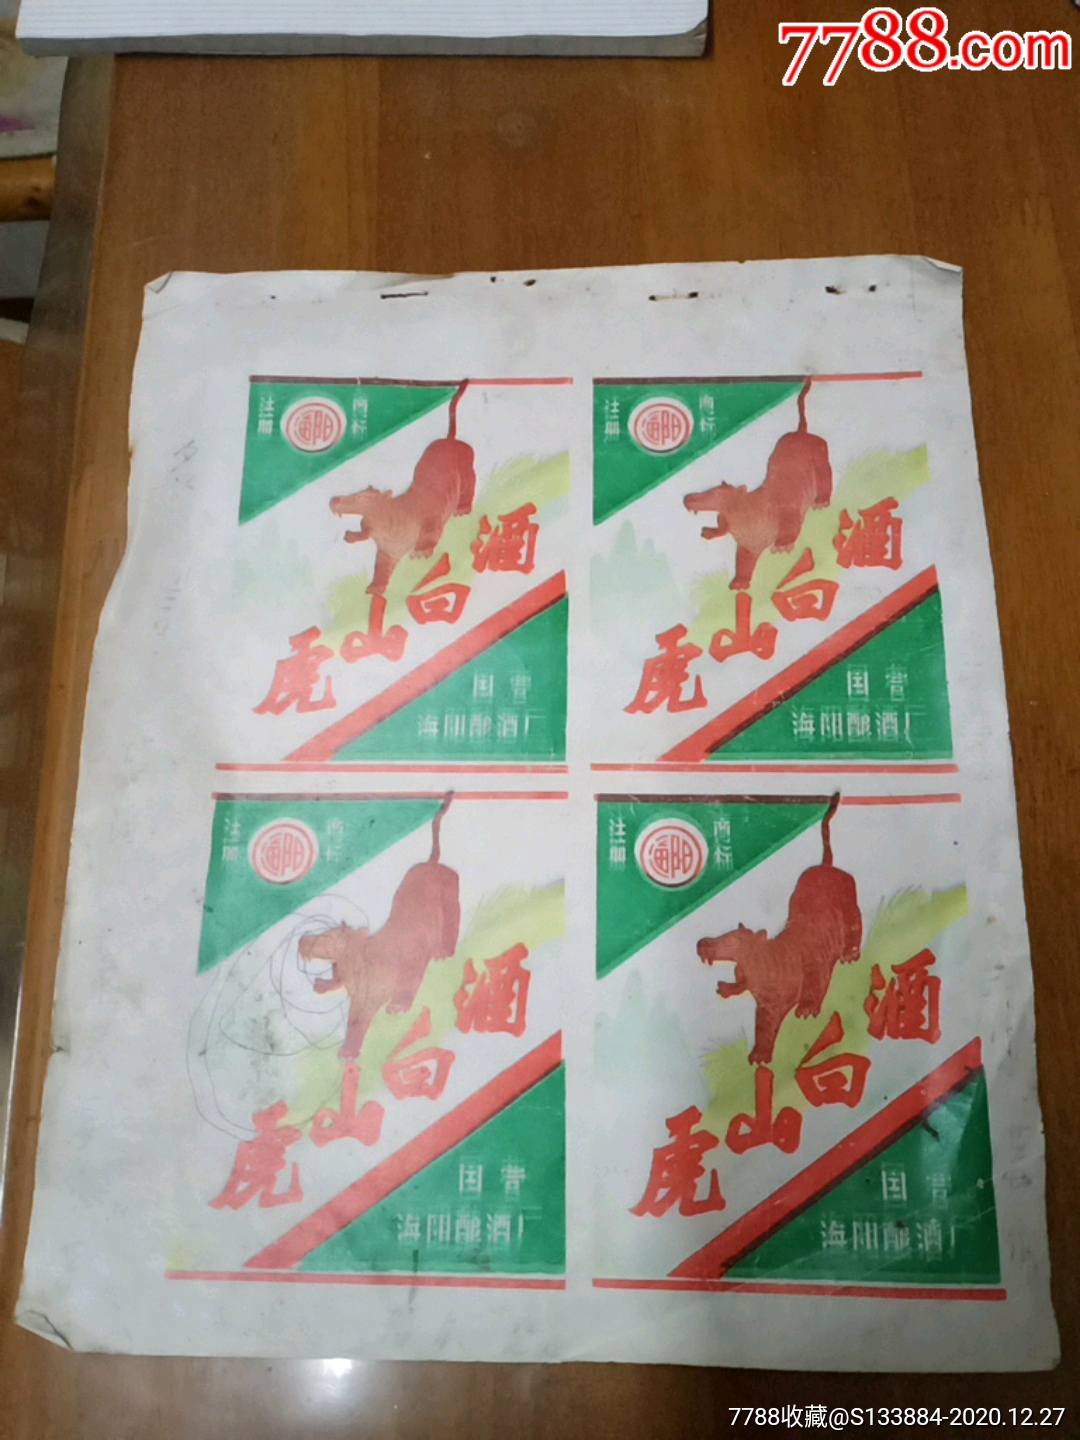 7788.com
注册
海阳
商标
虎山白酒
国营
海阳酿酒厂
注册
海阳
商标
虎山白酒
国营
海阳酿酒厂
注册
海阳
商标
虎山白酒
国营
海阳酿酒厂
注册
海阳
商标
虎山白酒
国营
海阳酿酒厂
7788收藏@S133884-2020.12.27